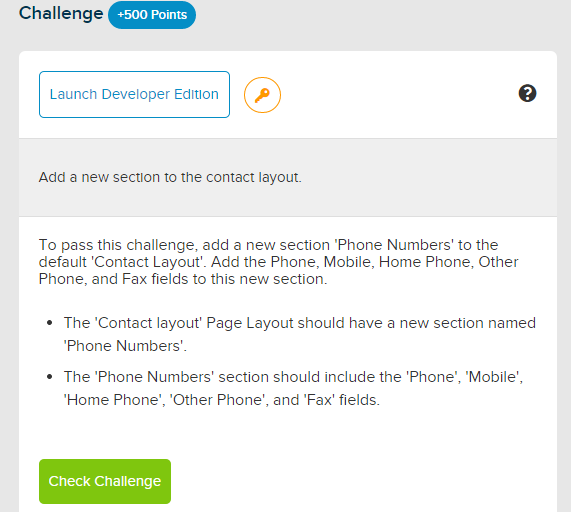 Challenge +500 Points
Launch Developer Edition
?
Add a new section to the contact layout.
To pass this challenge, add a new section 'Phone Numbers' to the
default 'Contact Layout'. Add the Phone, Mobile, Home Phone, Other
Phone, and Fax fields to this new section.
• The 'Contact layout' Page Layout should have a new section named
'Phone Numbers'.
• The 'Phone Numbers' section should include the 'Phone', 'Mobile',
'Home Phone', 'Other Phone', and 'Fax' fields.
Check Challenge